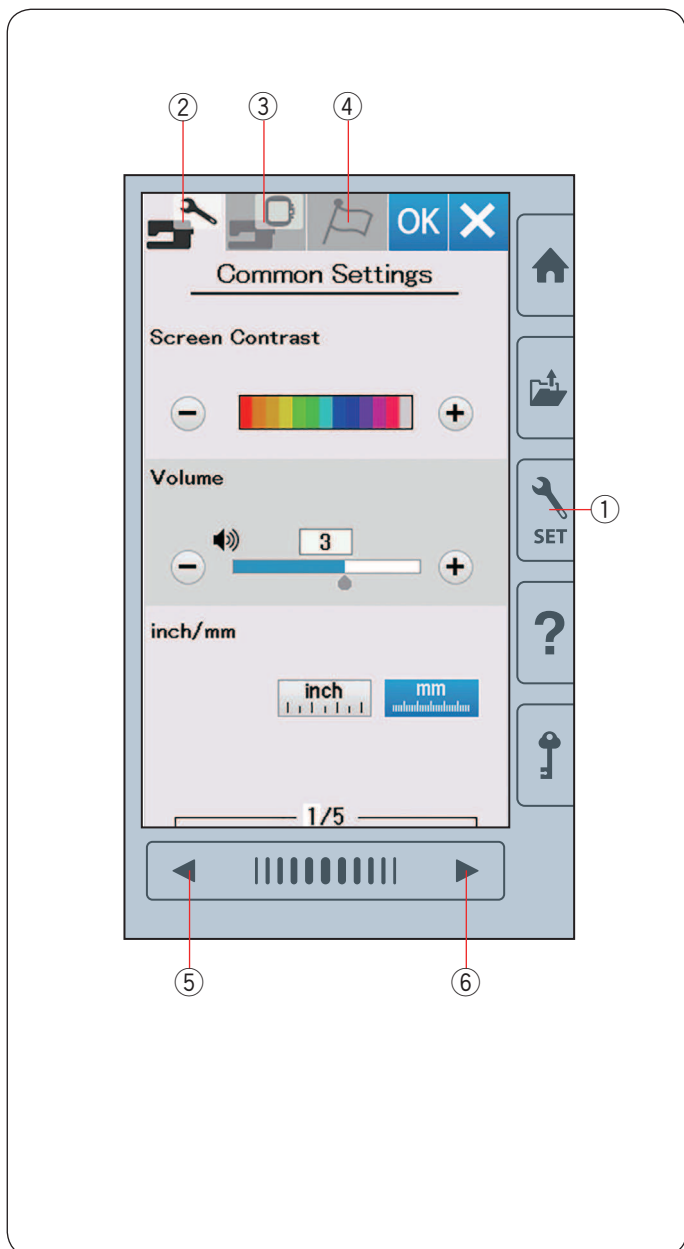 ② ③ ④
OK
Common Settings
Screen Contrast
Volume
3
① 
SET
inch/mm
inch mm
?
1/5
⑤ ⑥